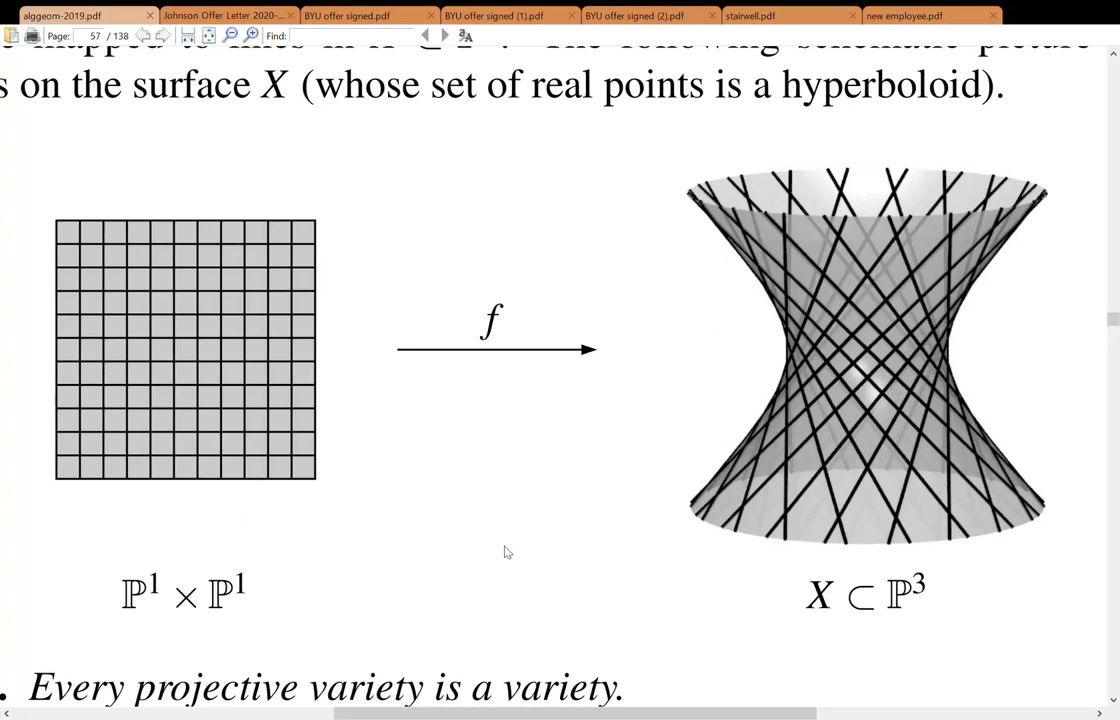 alggeom-2019.pdf
Johnson Offer Letter 2020-...
BYU offer signed.pdf
BYU offer signed (1).pdf
BYU offer signed (2).pdf
stairwell.pdf
new employee.pdf
Page: 57 / 138
Find:
s on the surface X (whose set of real points is a hyperboloid).
f
ℙ¹ × ℙ¹
X ⊂ ℙ³
. Every projective variety is a variety.